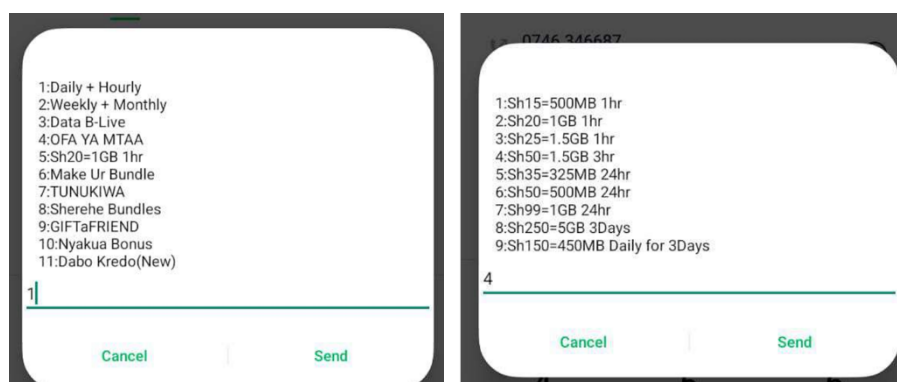 1:Daily + Hourly
2:Weekly + Monthly
3:Data B-Live
4:OFA YA MTAA
5:Sh20=1GB 1hr
6:Make Ur Bundle
7:TUNUKIWA
8:Sherehe Bundles
9:GIFTaFRIEND
10:Nyakua Bonus
11:Dabo Kredo(New)
1
Cancel
Send
0746 346687
1:Sh15=500MB 1hr
2:Sh20=1GB 1hr
3:Sh25=1.5GB 1hr
4:Sh50=1.5GB 3hr
5:Sh35=325MB 24hr
6:Sh50=500MB 24hr
7:Sh99=1GB 24hr
8:Sh250=5GB 3Days
9:Sh150=450MB Daily for 3Days
4
Cancel
Send